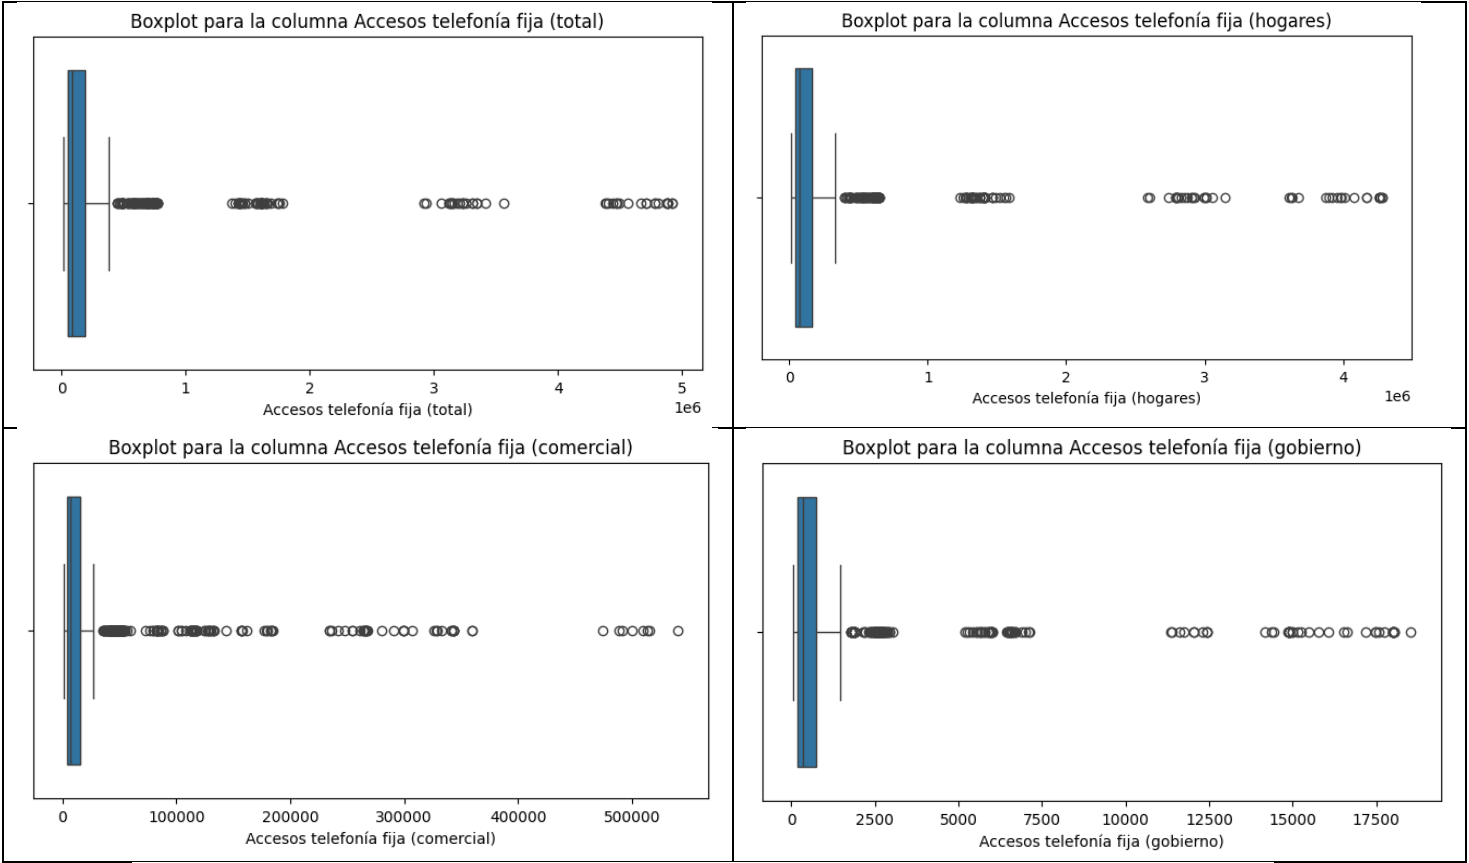 Boxplot para la columna Accesos telefonía fija (total)
0 1 2 3 4 5
1e6
Accesos telefonía fija (total)
Boxplot para la columna Accesos telefonía fija (hogares)
0 1 2 3 4
1e6
Accesos telefonía fija (hogares)
Boxplot para la columna Accesos telefonía fija (comercial)
0 100000 200000 300000 400000 500000
Accesos telefonía fija (comercial)
Boxplot para la columna Accesos telefonía fija (gobierno)
0 2500 5000 7500 10000 12500 15000 17500
Accesos telefonía fija (gobierno)